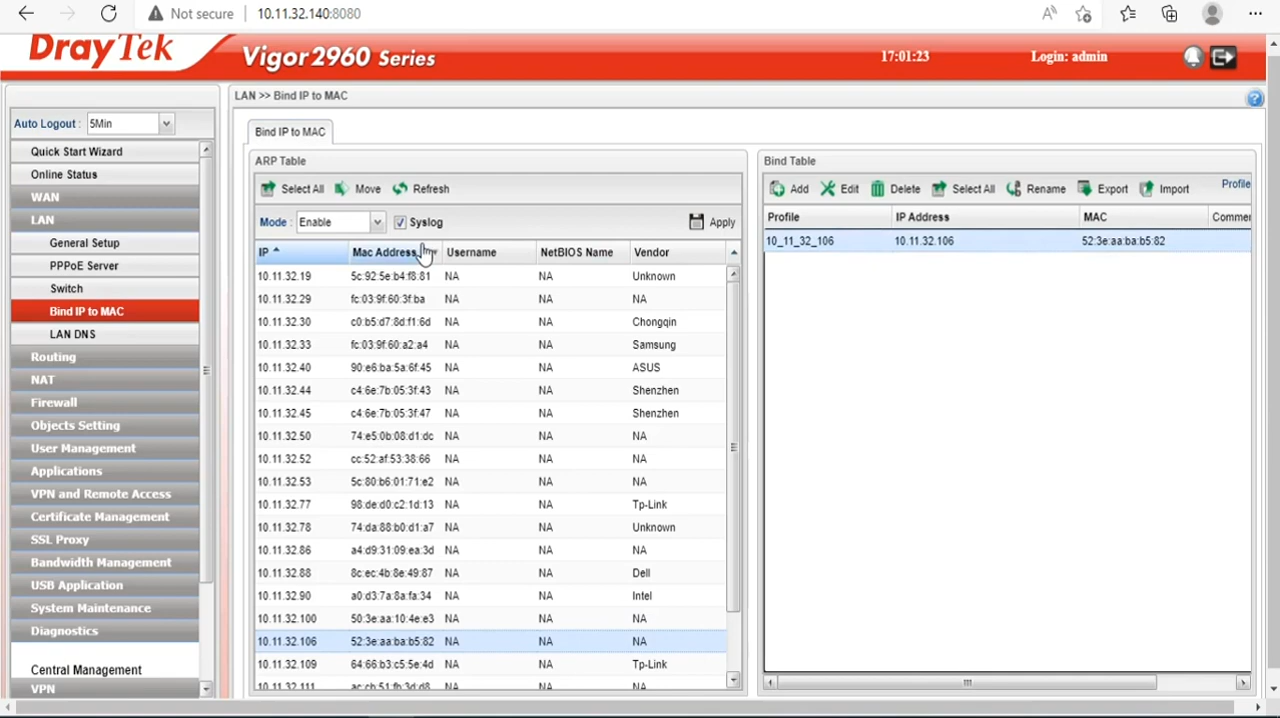 Not secure 10.11.32.140:8080
DrayTek Vigor2960 Series 17:01:23 Login: admin
Auto Logout : 5Min
Quick Start Wizard
Online Status
WAN
LAN
General Setup
PPPoE Server
Switch
Bind IP to MAC
LAN DNS
Routing
NAT
Firewall
Objects Setting
User Management
Applications
VPN and Remote Access
Certificate Management
SSL Proxy
Bandwidth Management
USB Application
System Maintenance
Diagnostics
Central Management
VPN
LAN >> Bind IP to MAC
Bind IP to MAC
ARP Table
Select All Move Refresh
Mode : Enable Syslog Apply
IP Mac Address Username NetBIOS Name Vendor
10.11.32.19 5c:92:5e:b4:f8:81 NA NA Unknown
10.11.32.29 fc:03:9f:60:3f:ba NA NA NA
10.11.32.30 c0:b5:d7:8d:f1:6d NA NA Chongqin
10.11.32.33 fc:03:9f:60:a2:a4 NA NA Samsung
10.11.32.40 90:e6:ba:5a:6f:45 NA NA ASUS
10.11.32.44 c4:6e:7b:05:3f:43 NA NA Shenzhen
10.11.32.45 c4:6e:7b:05:3f:47 NA NA Shenzhen
10.11.32.50 74:e5:0b:08:d1:dc NA NA NA
10.11.32.52 cc:52:af:53:38:66 NA NA NA
10.11.32.53 5c:80:b6:01:71:e2 NA NA NA
10.11.32.77 98:de:d0:c2:1d:13 NA NA Tp-Link
10.11.32.78 74:da:88:b0:d1:a7 NA NA Unknown
10.11.32.86 a4:d9:31:09:ea:3d NA NA NA
10.11.32.88 8c:ec:4b:8e:49:87 NA NA Dell
10.11.32.90 a0:d3:7a:8a:fa:34 NA NA Intel
10.11.32.100 50:3e:aa:10:4e:e3 NA NA NA
10.11.32.106 52:3e:aa:ba:b5:82 NA NA NA
10.11.32.109 64:66:b3:c5:5e:4d NA NA Tp-Link
10.11.32.111 ac:cb:51:fb:3d:d8 NA NA NA
Bind Table
Add Edit Delete Select All Rename Export Import Profile
Profile IP Address MAC Commer
10_11_32_106 10.11.32.106 52:3e:aa:ba:b5:82